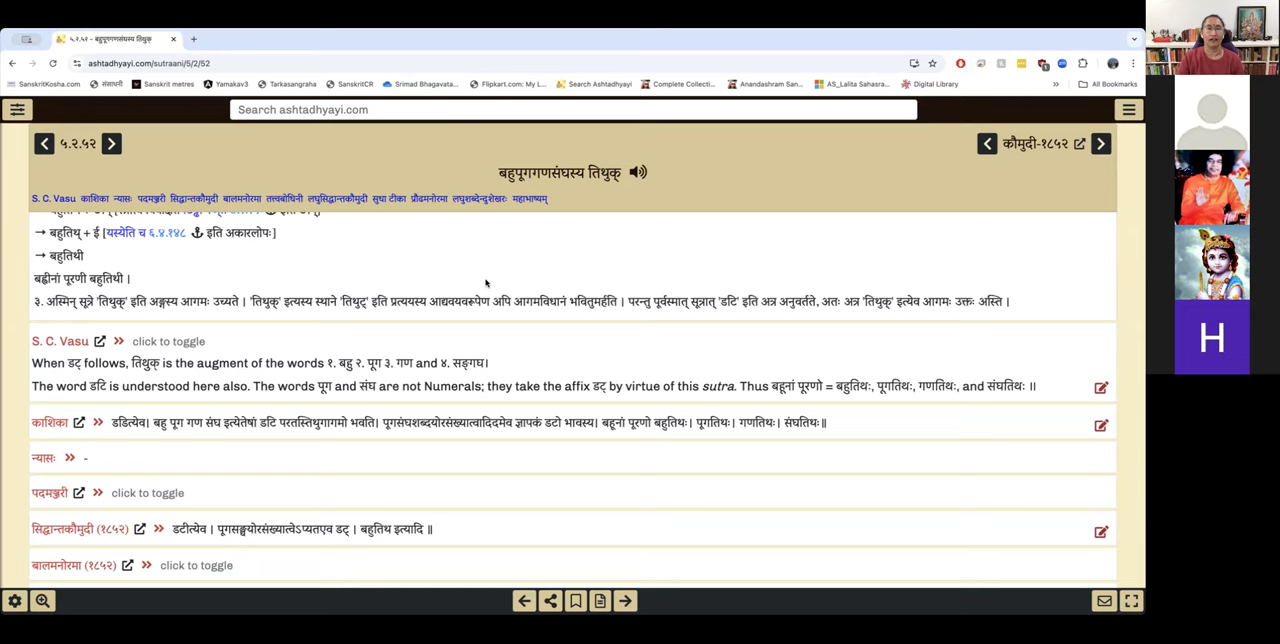 ५.२.५२ - बहुपूगगणसंघस्य तिथुक्
ashtadhyayi.com/sutraani/5/2/52
SanskritKosha.com संसाधनी Sanskrit metres Yamakav3 Tarkasangraha SanskritCR Srimad Bhagavata... Flipkart.com: My L... Search Ashtadhyayi Complete Collecti... Anandashram San... AS_Lalita Sahasra... Digital Library » All Bookmarks
Search ashtadhyayi.com
५.२.५२
कौमुदी-१८५२
बहुपूगगणसंघस्य तिथुक्
S. C. Vasu काशिका न्यासः पदमञ्जरी सिद्धान्तकौमुदी बालमनोरमा तत्त्वबोधिनी लघुसिद्धान्तकौमुदी सुधा टीका प्रौढमनोरमा लघुशब्देन्दुशेखरः महाभाष्यम्
→ बहुतिथ् + ई [यस्येति च ६.४.१४८ इति अकारलोपः]
→ बहुतिथी
बह्वीनां पूरणी बहुतिथी ।
३. अस्मिन् सूत्रे 'तिथुक्' इति अङ्गस्य आगमः उच्यते । 'तिथुक्' इत्यस्य स्थाने 'तिथुट्' इति प्रत्ययस्य आद्यवयवरूपेण अपि आगमविधानं भवितुमर्हति । परन्तु पूर्वस्मात् सूत्रात् 'डटि' इति अत्र अनुवर्तते, अतः अत्र 'तिथुक्' इत्येव आगमः उक्तः अस्ति ।
S. C. Vasu » click to toggle
When डट् follows, तिथुक् is the augment of the words १. बहु २. पूग ३. गण and ४. सङ्गघ।
The word डटि is understood here also. The words पूग and संघ are not Numerals; they take the affix डट् by virtue of this sutra. Thus बहूनां पूरणो = बहुतिथः, पूगतिथः, गणतिथः, and संघतिथः ॥
काशिका » डडित्येव। बहु पूग गण संघ इत्येतेषां डटि परतस्तिथुगागमो भवति। पूगसंघशब्दयोरसंख्यात्वादिदमेव ज्ञापकं डटो भावस्य। बहूनां पूरणो बहुतिथः। पूगतिथः। गणतिथः। संघतिथः॥
न्यासः » -
पदमञ्जरी » click to toggle
सिद्धान्तकौमुदी (१८५२) » डटीत्येव । पूगसङ्घयोरसंख्यात्वेऽप्यतएव डट् । बहुतिथ इत्यादि ॥
बालमनोरमा (१८५२) » click to toggle
H